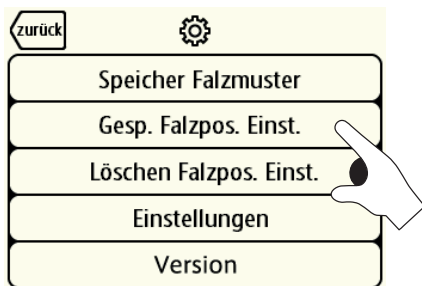 zurück
Speicher Falzmuster
Gesp. Falzpos. Einst.
Löschen Falzpos. Einst.
Einstellungen
Version